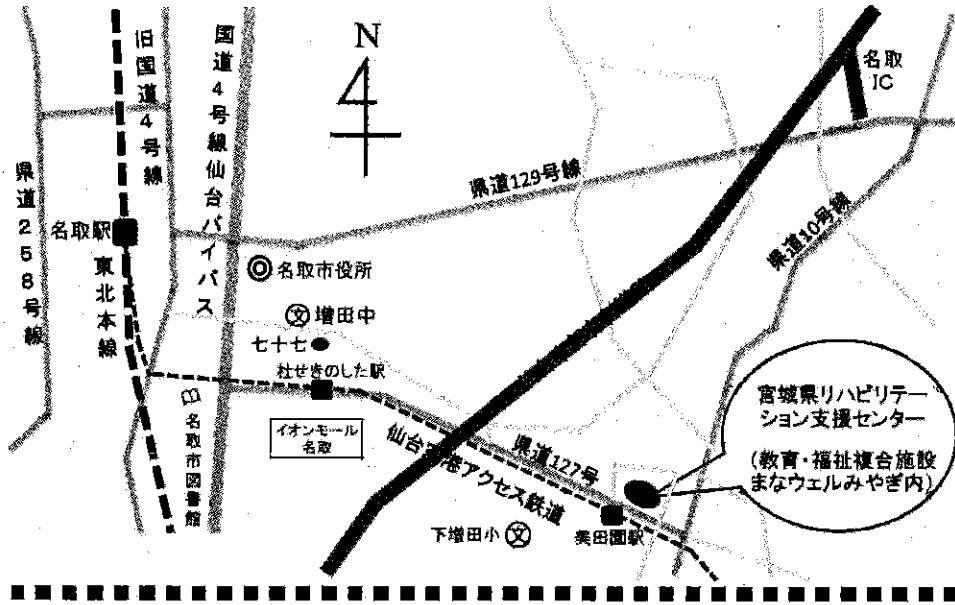 N
名取
IC
旧国道4号線
国道4号線仙台バイパス
県道258号線
名取駅
東北本線
県道129号線
県道10号線
名取市役所
文
増田中
七十七
杜せきのした駅
イオンモール
名取
名取市図書館
仙台空港アクセス鉄道
県道127号
下増田小
文
美田園駅
宮城県リハビリテー
ション支援センター
(教育・福祉複合施設
まなウェルみやぎ内)